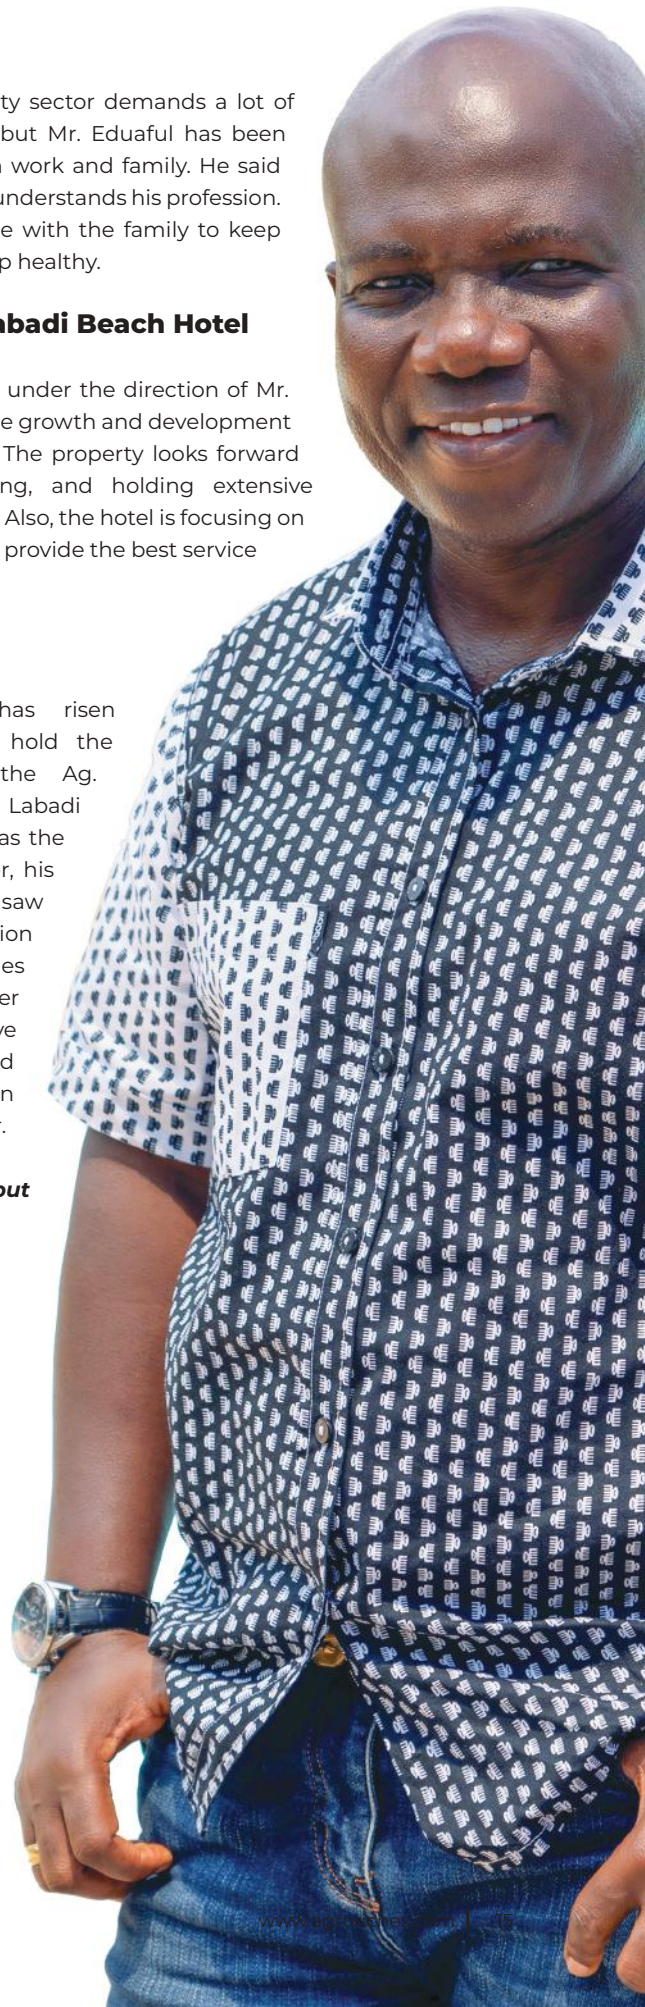 ty sector demands a lot of
but Mr. Eduaful has been
work and family. He said
understands his profession.
e with the family to keep
p healthy.
abadi Beach Hotel
under the direction of Mr.
e growth and development
The property looks forward
ng, and holding extensive
Also, the hotel is focusing on
provide the best service
has risen
hold the
the Ag.
Labadi
as the
r, his
saw
ion
es
er
ve
d
n
r.
out